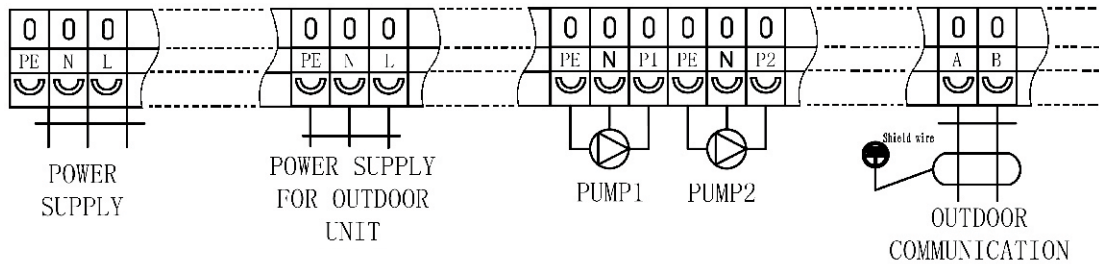 0 0 0
PE N L
POWER
SUPPLY
0 0 0
PE N L
POWER SUPPLY
FOR OUTDOOR
UNIT
0 0 0 0 0 0
PE N P1 PE N P2
PUMP1 PUMP2
0 0
A B
Shield wire
OUTDOOR
COMMUNICATION